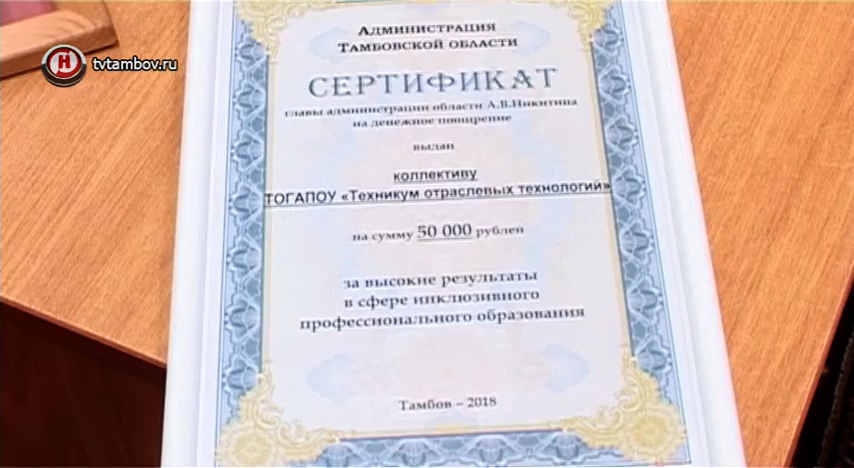 Н tvtambov.ru
Администрация
Тамбовской области
СЕРТИФИКАТ
главы администрации области А.В.Никитина
на денежное поощрение
выдан
коллективу
ТОГАПОУ «Техникум отраслевых технологий»
на сумму 50 000 рублей
за высокие результаты
в сфере инклюзивного
профессионального образования
Тамбов – 2018